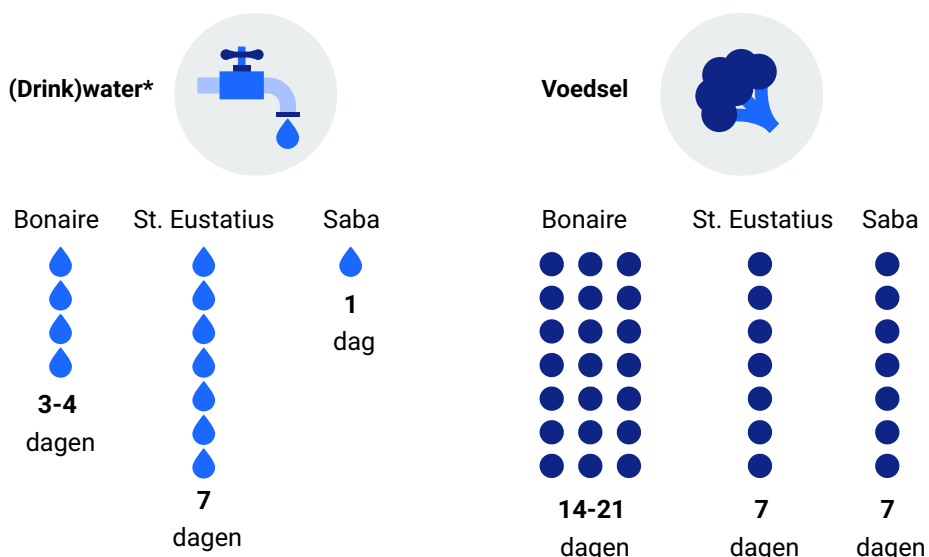 (Drink)water*
Bonaire
3-4
dagen
St. Eustatius
7
dagen
Saba
1
dag
Voedsel
Bonaire
14-21
dagen
St. Eustatius
7
dagen
Saba
7
dagen